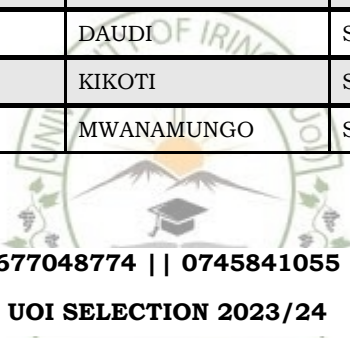 DAUDI S
KIKOTI S
MWANAMUNGO S
677048774 || 0745841055
UOI SELECTION 2023/24